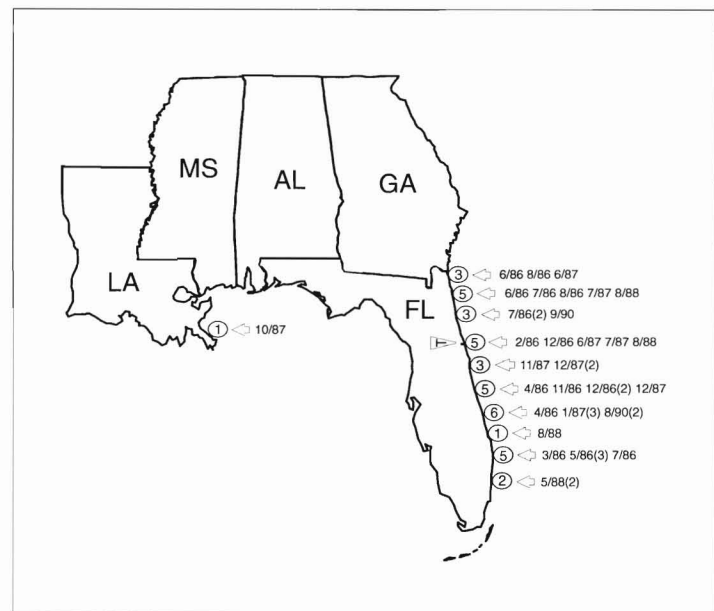 MS
AL
GA
LA
FL
3 6/86 8/86 6/87
5 6/86 7/86 8/86 7/87 8/88
3 7/86(2) 9/90
1 10/87
5 2/86 12/86 6/87 7/87 8/88
3 11/87 12/87(2)
5 4/86 11/86 12/86(2) 12/87
6 4/86 1/87(3) 8/90(2)
1 8/88
5 3/86 5/86(3) 7/86
2 5/88(2)